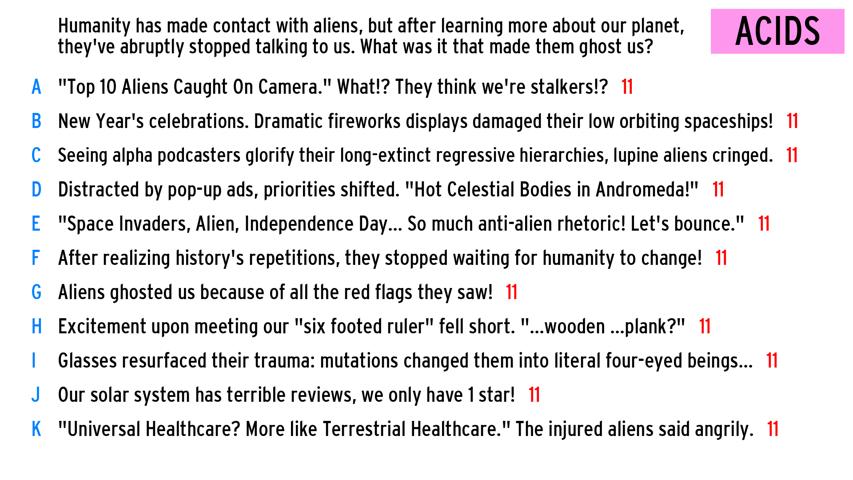 Humanity has made contact with aliens, but after learning more about our planet,
they've abruptly stopped talking to us. What was it that made them ghost us?
ACIDS
A "Top 10 Aliens Caught On Camera." What!? They think we're stalkers!? 11
B New Year's celebrations. Dramatic fireworks displays damaged their low orbiting spaceships! 11
C Seeing alpha podcasters glorify their long-extinct regressive hierarchies, lupine aliens cringed. 11
D Distracted by pop-up ads, priorities shifted. "Hot Celestial Bodies in Andromeda!" 11
E "Space Invaders, Alien, Independence Day... So much anti-alien rhetoric! Let's bounce." 11
F After realizing history's repetitions, they stopped waiting for humanity to change! 11
G Aliens ghosted us because of all the red flags they saw! 11
H Excitement upon meeting our "six footed ruler" fell short. "...wooden ...plank?" 11
I Glasses resurfaced their trauma: mutations changed them into literal four-eyed beings... 11
J Our solar system has terrible reviews, we only have 1 star! 11
K "Universal Healthcare? More like Terrestrial Healthcare." The injured aliens said angrily. 11